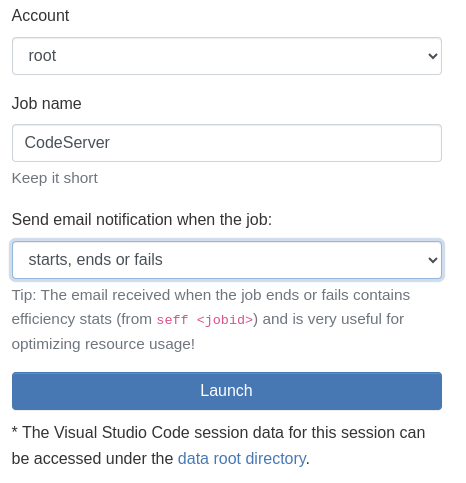 Account
root
Job name
CodeServer
Keep it short
Send email notification when the job:
starts, ends or fails
Tip: The email received when the job ends or fails contains
efficiency stats (from seff <jobid>) and is very useful for
optimizing resource usage!
Launch
* The Visual Studio Code session data for this session can
be accessed under the data root directory.